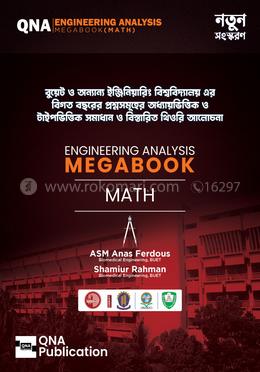 QNA ENGINEERING ANALYSIS
MEGABOOK (MATH)
নতুন
সংস্করণ
বুয়েট ও অন্যান্য ইঞ্জিনিয়ারিং বিশ্ববিদ্যালয় এর
বিগত বছরের প্রশ্নসমূহের অধ্যায়ভিত্তিক ও
টাইপভিত্তিক সমাধান ও বিস্তারিত থিওরি আলোচনা
ENGINEERING ANALYSIS
MEGABOOK
www.rokomari.com 16297
MATH
ASM Anas Ferdous
Biomedical Engineering, BUET
Shamiur Rahman
Biomedical Engineering, BUET
QNA
Publication